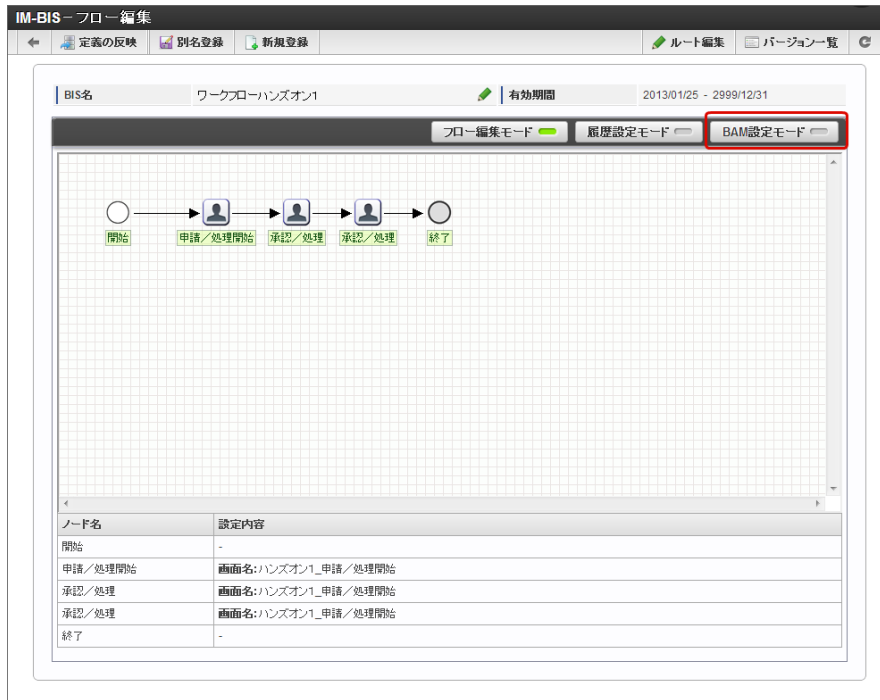 IM-BIS－フロー編集
定義の反映 別名登録 新規登録 ルート編集 バージョン一覧
BIS名 ワークフローハンズオン1 有効期間 2013/01/25 - 2999/12/31
フロー編集モード 履歴設定モード BAM設定モード
開始 申請／処理開始 承認／処理 承認／処理 終了
ノード名 設定内容
開始 -
申請／処理開始 画面名:ハンズオン1_申請／処理開始
承認／処理 画面名:ハンズオン1_申請／処理開始
承認／処理 画面名:ハンズオン1_申請／処理開始
終了 -